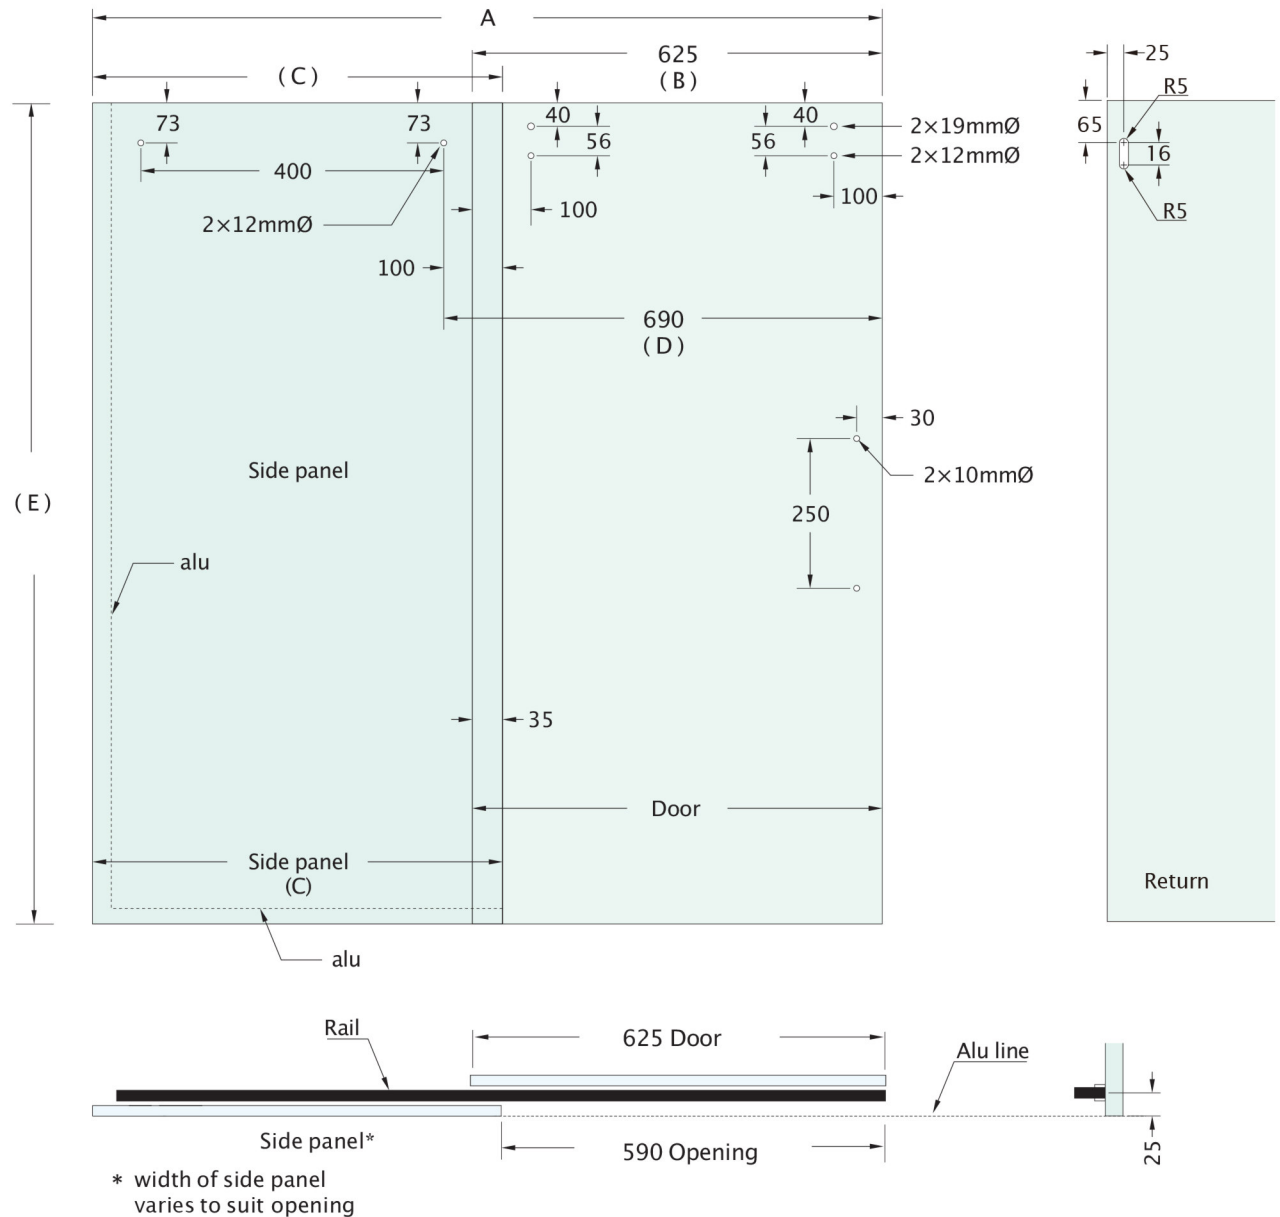 A
625
( C )
( B )
25
R5
73
73
40
40
65
56
56
2×19mmØ
2×12mmØ
16
400
100
100
R5
2×12mmØ
100
690
( D )
30
Side panel
2×10mmØ
( E )
250
alu
35
Door
Side panel
(C)
Return
alu
Rail
625 Door
Alu line
Side panel*
590 Opening
25
* width of side panel
varies to suit opening